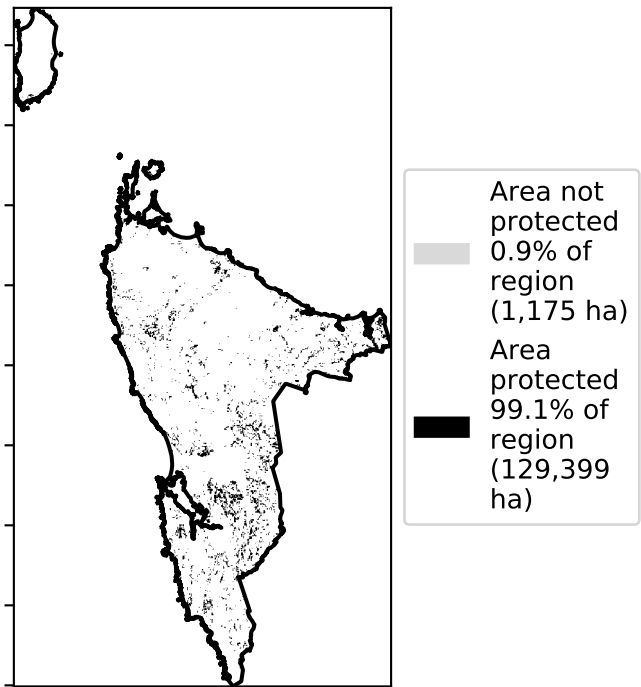 Area not
protected
0.9% of
region
(1,175 ha)
Area
protected
99.1% of
region
(129,399
ha)